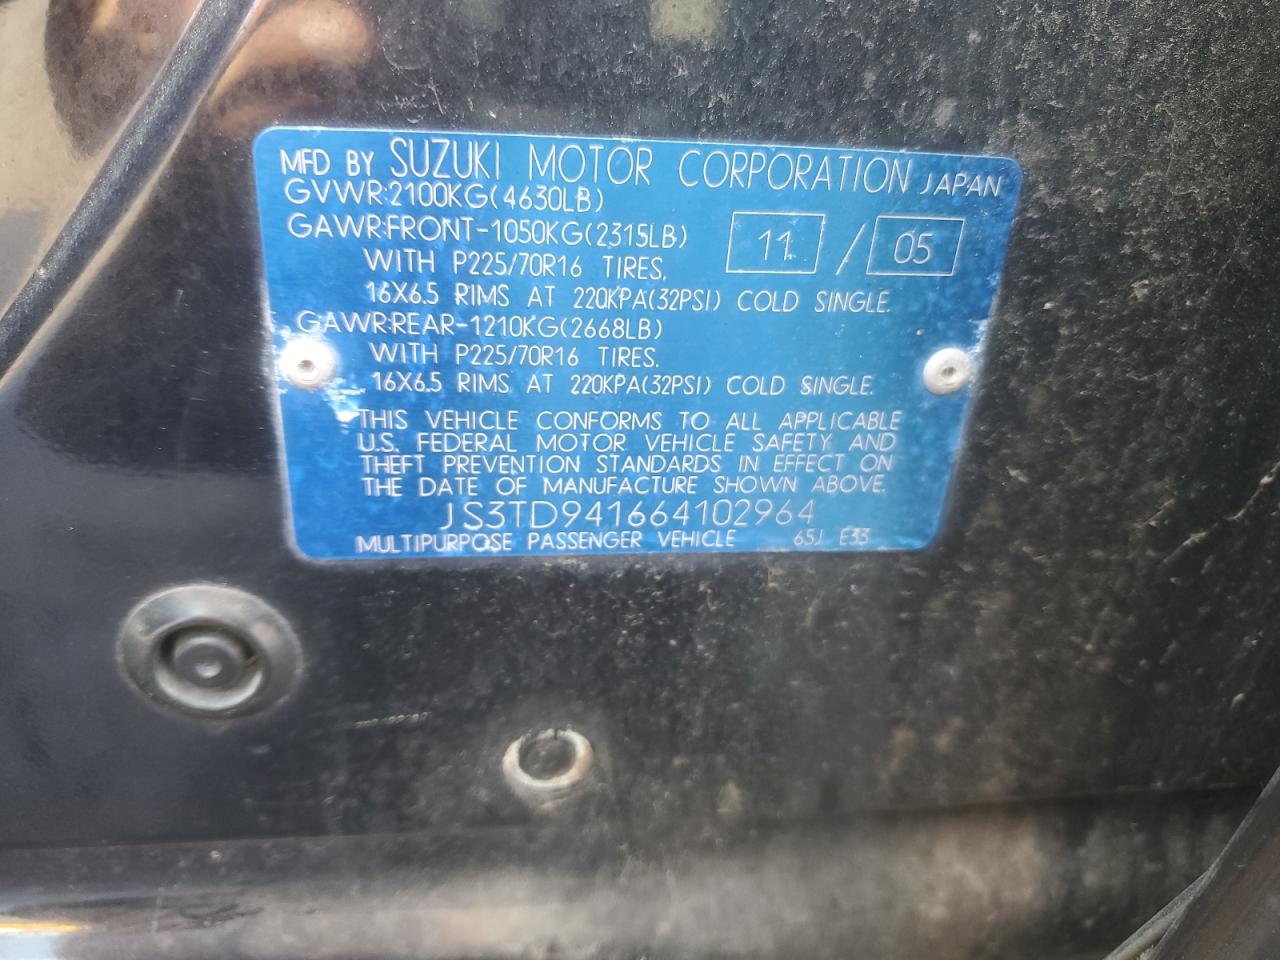 MFD BY SUZUKI MOTOR CORPORATION JAPAN
GVWR:2100KG(4630LB)
GAWR:FRONT-1050KG(2315LB) 11 / 05
WITH P225/70R16 TIRES,
16X6.5 RIMS AT 220KPA(32PSI) COLD SINGLE.
GAWR:REAR-1210KG(2668LB)
WITH P225/70R16 TIRES.
16X6.5 RIMS AT 220KPA(32PSI) COLD SINGLE.
THIS VEHICLE CONFORMS TO ALL APPLICABLE
U.S. FEDERAL MOTOR VEHICLE SAFETY AND
THEFT PREVENTION STANDARDS IN EFFECT ON
THE DATE OF MANUFACTURE SHOWN ABOVE.
JS3TD941664102964
MULTIPURPOSE PASSENGER VEHICLE 65J E33